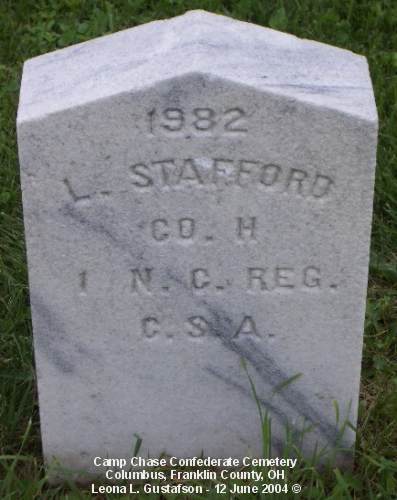 1982
L. STAFFORD
CO. H
1 N. C. REG.
C. S. A.
Camp Chase Confederate Cemetery
Columbus, Franklin County, OH
Leona L. Gustafson - 12 June 2004 ©